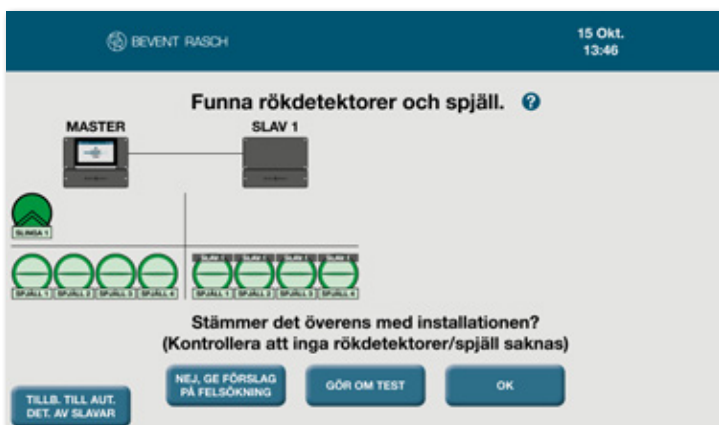 BEVENT RASCH
15 Okt.
13:46
Funna rökdetektorer och spjäll. ?
MASTER
SLAV 1
SLINGA 1
SLAV 1 SLAV 1 SLAV 1 SLAV 1
SPJÄLL 1 SPJÄLL 2 SPJÄLL 3 SPJÄLL 4 SPJÄLL 1 SPJÄLL 2 SPJÄLL 3 SPJÄLL 4
Stämmer det överens med installationen?
(Kontrollera att inga rökdetektorer/spjäll saknas)
NEJ, GE FÖRSLAG
PÅ FELSÖKNING
GÖR OM TEST
OK
TILLB. TILL AUT.
DET. AV SLAVAR